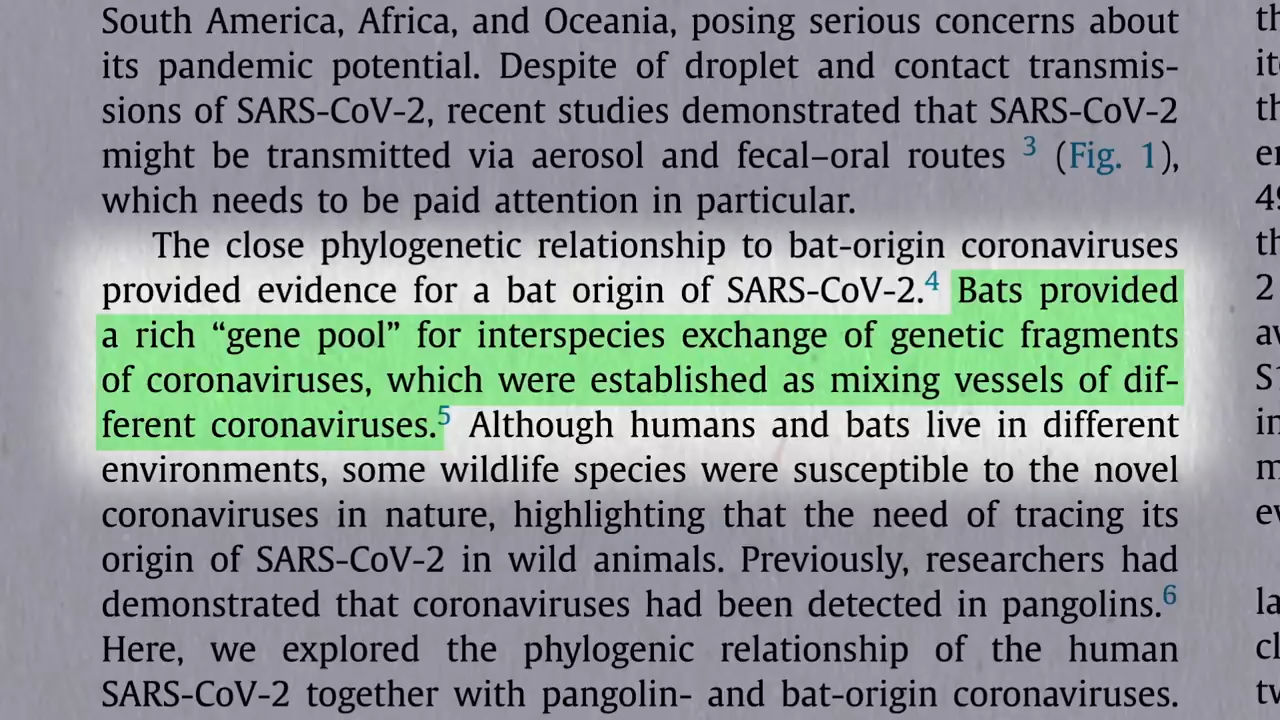 South America, Africa, and Oceania, posing serious concerns about
its pandemic potential. Despite of droplet and contact transmis-
sions of SARS-CoV-2, recent studies demonstrated that SARS-CoV-2
might be transmitted via aerosol and fecal–oral routes ³ (Fig. 1),
which needs to be paid attention in particular.
The close phylogenetic relationship to bat-origin coronaviruses
provided evidence for a bat origin of SARS-CoV-2.⁴ Bats provided
a rich “gene pool” for interspecies exchange of genetic fragments
of coronaviruses, which were established as mixing vessels of dif-
ferent coronaviruses.⁵ Although humans and bats live in different
environments, some wildlife species were susceptible to the novel
coronaviruses in nature, highlighting that the need of tracing its
origin of SARS-CoV-2 in wild animals. Previously, researchers had
demonstrated that coronaviruses had been detected in pangolins.⁶
Here, we explored the phylogenic relationship of the human
SARS-CoV-2 together with pangolin- and bat-origin coronaviruses.